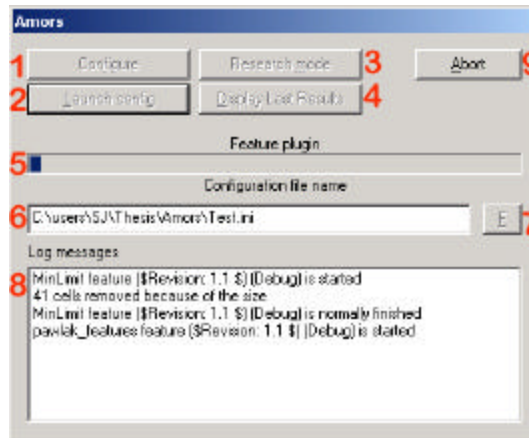 Amors
1 Configure Research mode 3 Abort 9
2 Launch config Display Last Results 4
Feature plugin
5
Configuration file name
6 C:\users\SJ\Thesis\Amors\Test.ini 7
Log messages
8 MinLimit feature ($Revision: 1.1 $) (Debug) is started
41 cells removed because of the size
MinLimit feature ($Revision: 1.1 $) (Debug) is normally finished
pawlak_features feature ($Revision: 1.1 $) (Debug) is started